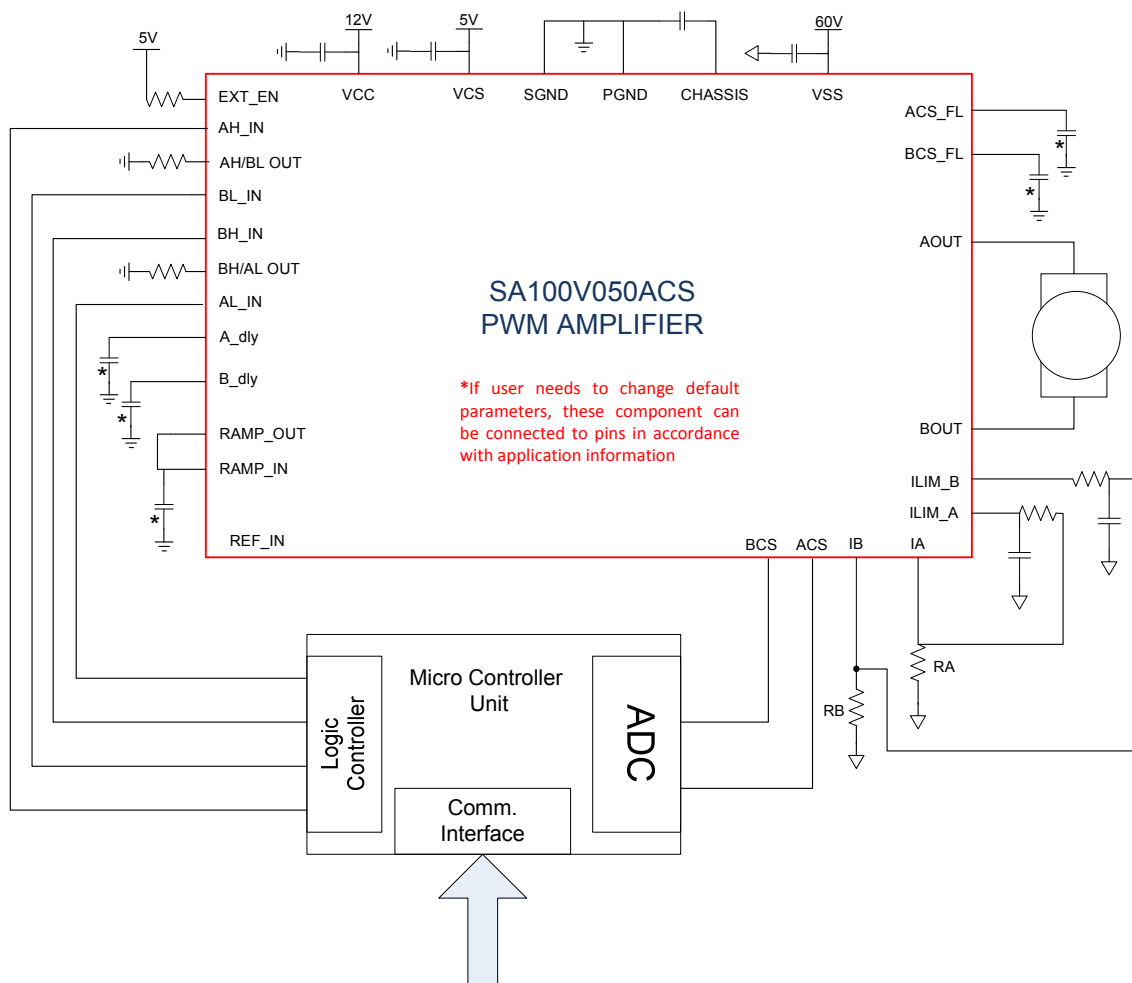 5V
12V
5V
60V
EXT_EN
VCC
VCS
SGND
PGND
CHASSIS
VSS
AH_IN
ACS_FL
AH/BL OUT
BCS_FL
BL_IN
BH_IN
AOUT
BH/AL OUT
AL_IN
SA100V050ACS
PWM AMPLIFIER
A_dly
B_dly
*If user needs to change default
parameters, these component can
be connected to pins in accordance
with application information
RAMP_OUT
BOUT
RAMP_IN
ILIM_B
ILIM_A
REF_IN
BCS
ACS
IB
IA
*
*
*
*
*
RA
RB
Micro Controller
Unit
Logic
Controller
ADC
Comm.
Interface